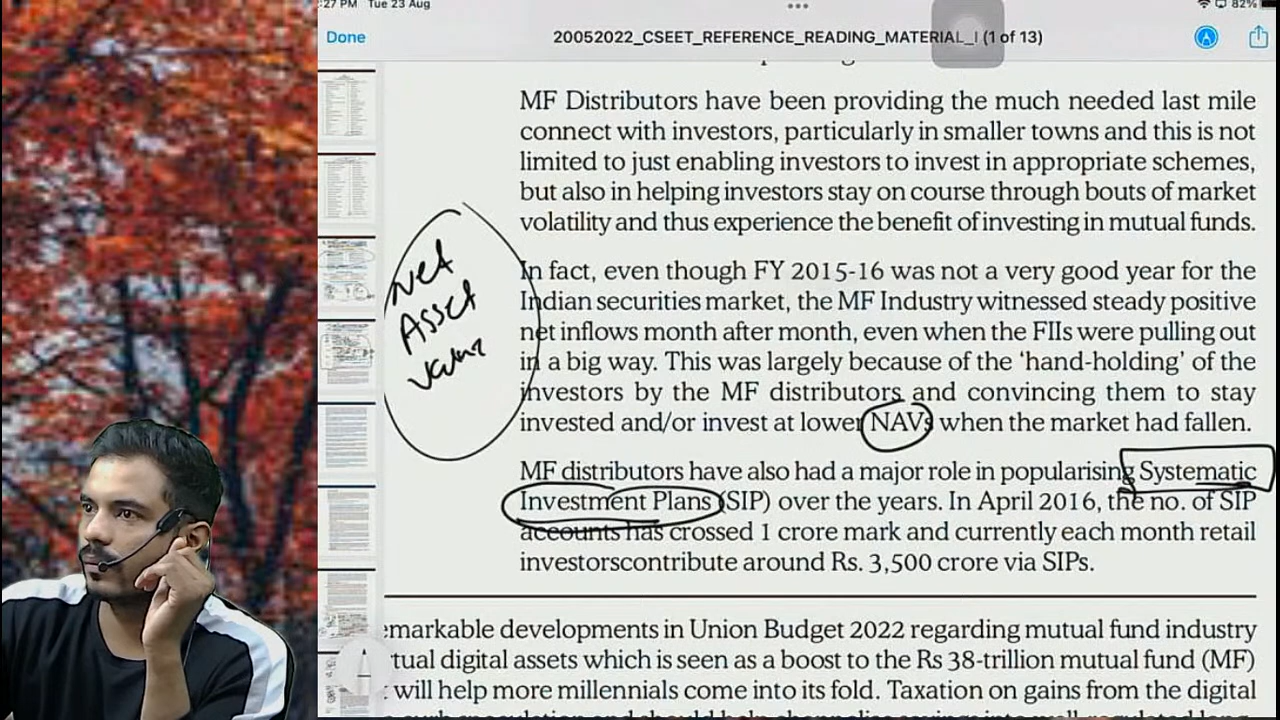 :27 PM Tue 23 Aug
82%
Done
20052022_CSEET_REFERENCE_READING_MATERIAL_I (1 of 13)
MF Distributors have been providing the much needed last mile
connect with investors, particularly in smaller towns and this is not
limited to just enabling investors to invest in appropriate schemes,
but also in helping investors stay on course through bouts of market
volatility and thus experience the benefit of investing in mutual funds.
Net
Asset
Value
In fact, even though FY 2015-16 was not a very good year for the
Indian securities market, the MF Industry witnessed steady positive
net inflows month after month, even when the FIIs were pulling out
in a big way. This was largely because of the ‘hand-holding’ of the
investors by the MF distributors and convincing them to stay
invested and/or invest at lower NAVs when the market had fallen.
MF distributors have also had a major role in popularising Systematic
Investment Plans (SIP) over the years. In April 2016, the no. of SIP
accounts has crossed 1 crore mark and currently each month retail
investorscontribute around Rs. 3,500 crore via SIPs.
emarkable developments in Union Budget 2022 regarding mutual fund industry
tual digital assets which is seen as a boost to the Rs 38-trillion mutual fund (MF)
will help more millennials come into its fold. Taxation on gains from the digital